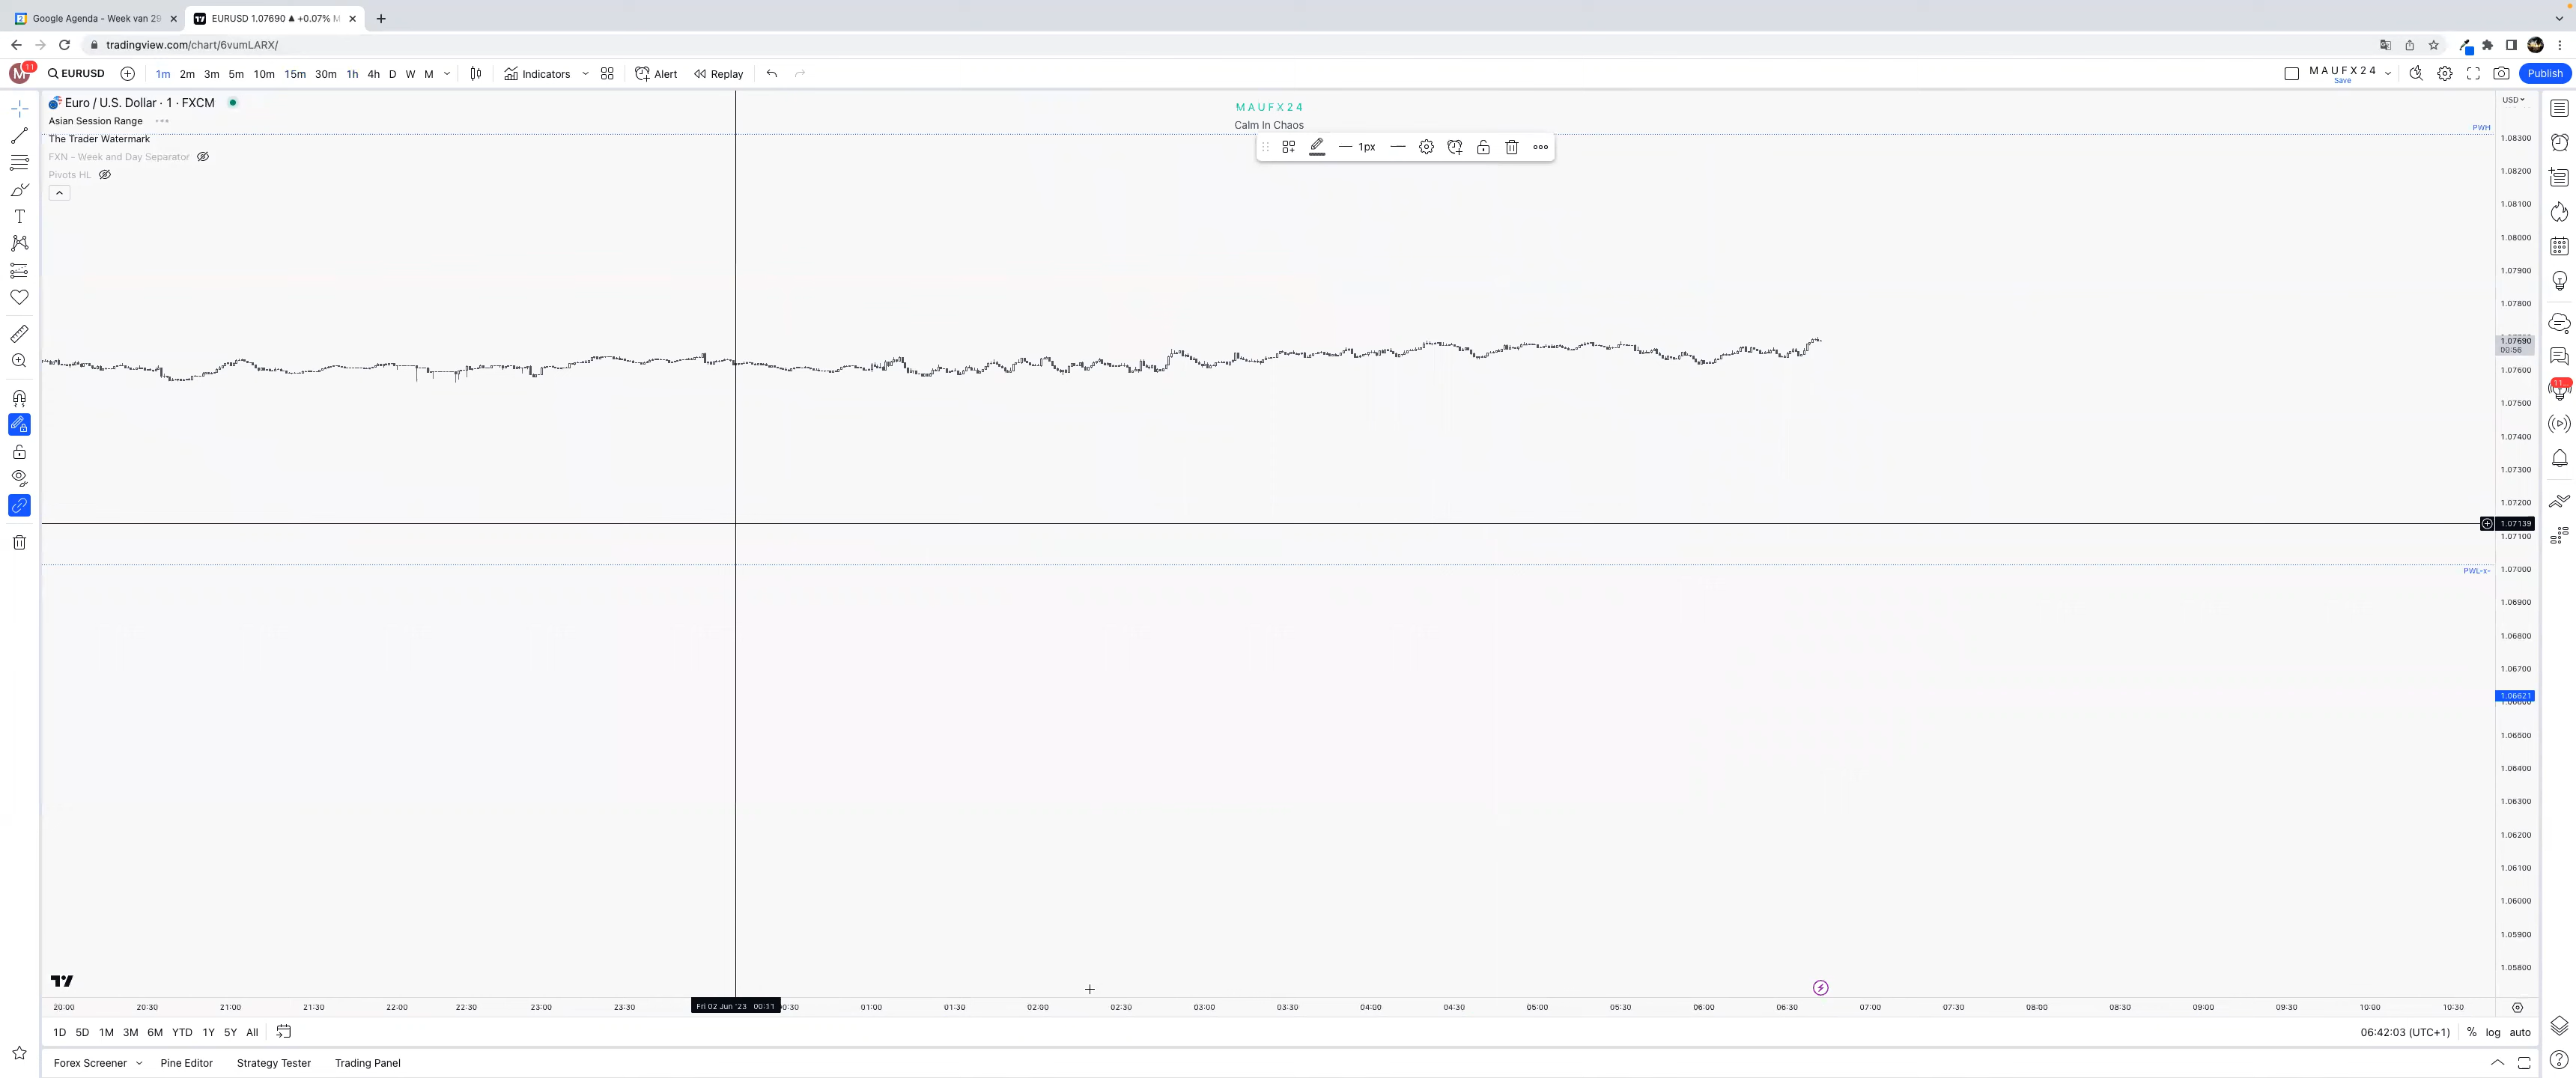 Google Agenda - Week van 29
EURUSD 1.07690 ▲ +0.07% M
tradingview.com/chart/6vumLARX/
M 11 EURUSD 1m 2m 3m 5m 10m 15m 30m 1h 4h D W M Indicators Alert Replay MAUFX24 Save Publish
Euro / U.S. Dollar · 1 · FXCM
Asian Session Range
The Trader Watermark
FXN - Week and Day Separator
Pivots HL
MAUFX24
Calm In Chaos
1px
USD
PWH
1.08300
1.08200
1.08100
1.08000
1.07900
1.07800
1.07690
00:56
1.07600
1.07500
1.07400
1.07300
1.07200
1.07139
1.07100
1.07000
PWL-x-
1.06900
1.06800
1.06700
1.06621
1.06500
1.06400
1.06300
1.06200
1.06100
1.06000
1.05900
1.05800
11...
20:00 20:30 21:00 21:30 22:00 22:30 23:00 23:30 Fri 02 Jun '23 00:11 01:00 01:30 02:00 02:30 03:00 03:30 04:00 04:30 05:00 05:30 06:00 06:30 07:00 07:30 08:00 08:30 09:00 09:30 10:00 10:30
1D 5D 1M 3M 6M YTD 1Y 5Y All 06:42:03 (UTC+1) % log auto
Forex Screener Pine Editor Strategy Tester Trading Panel